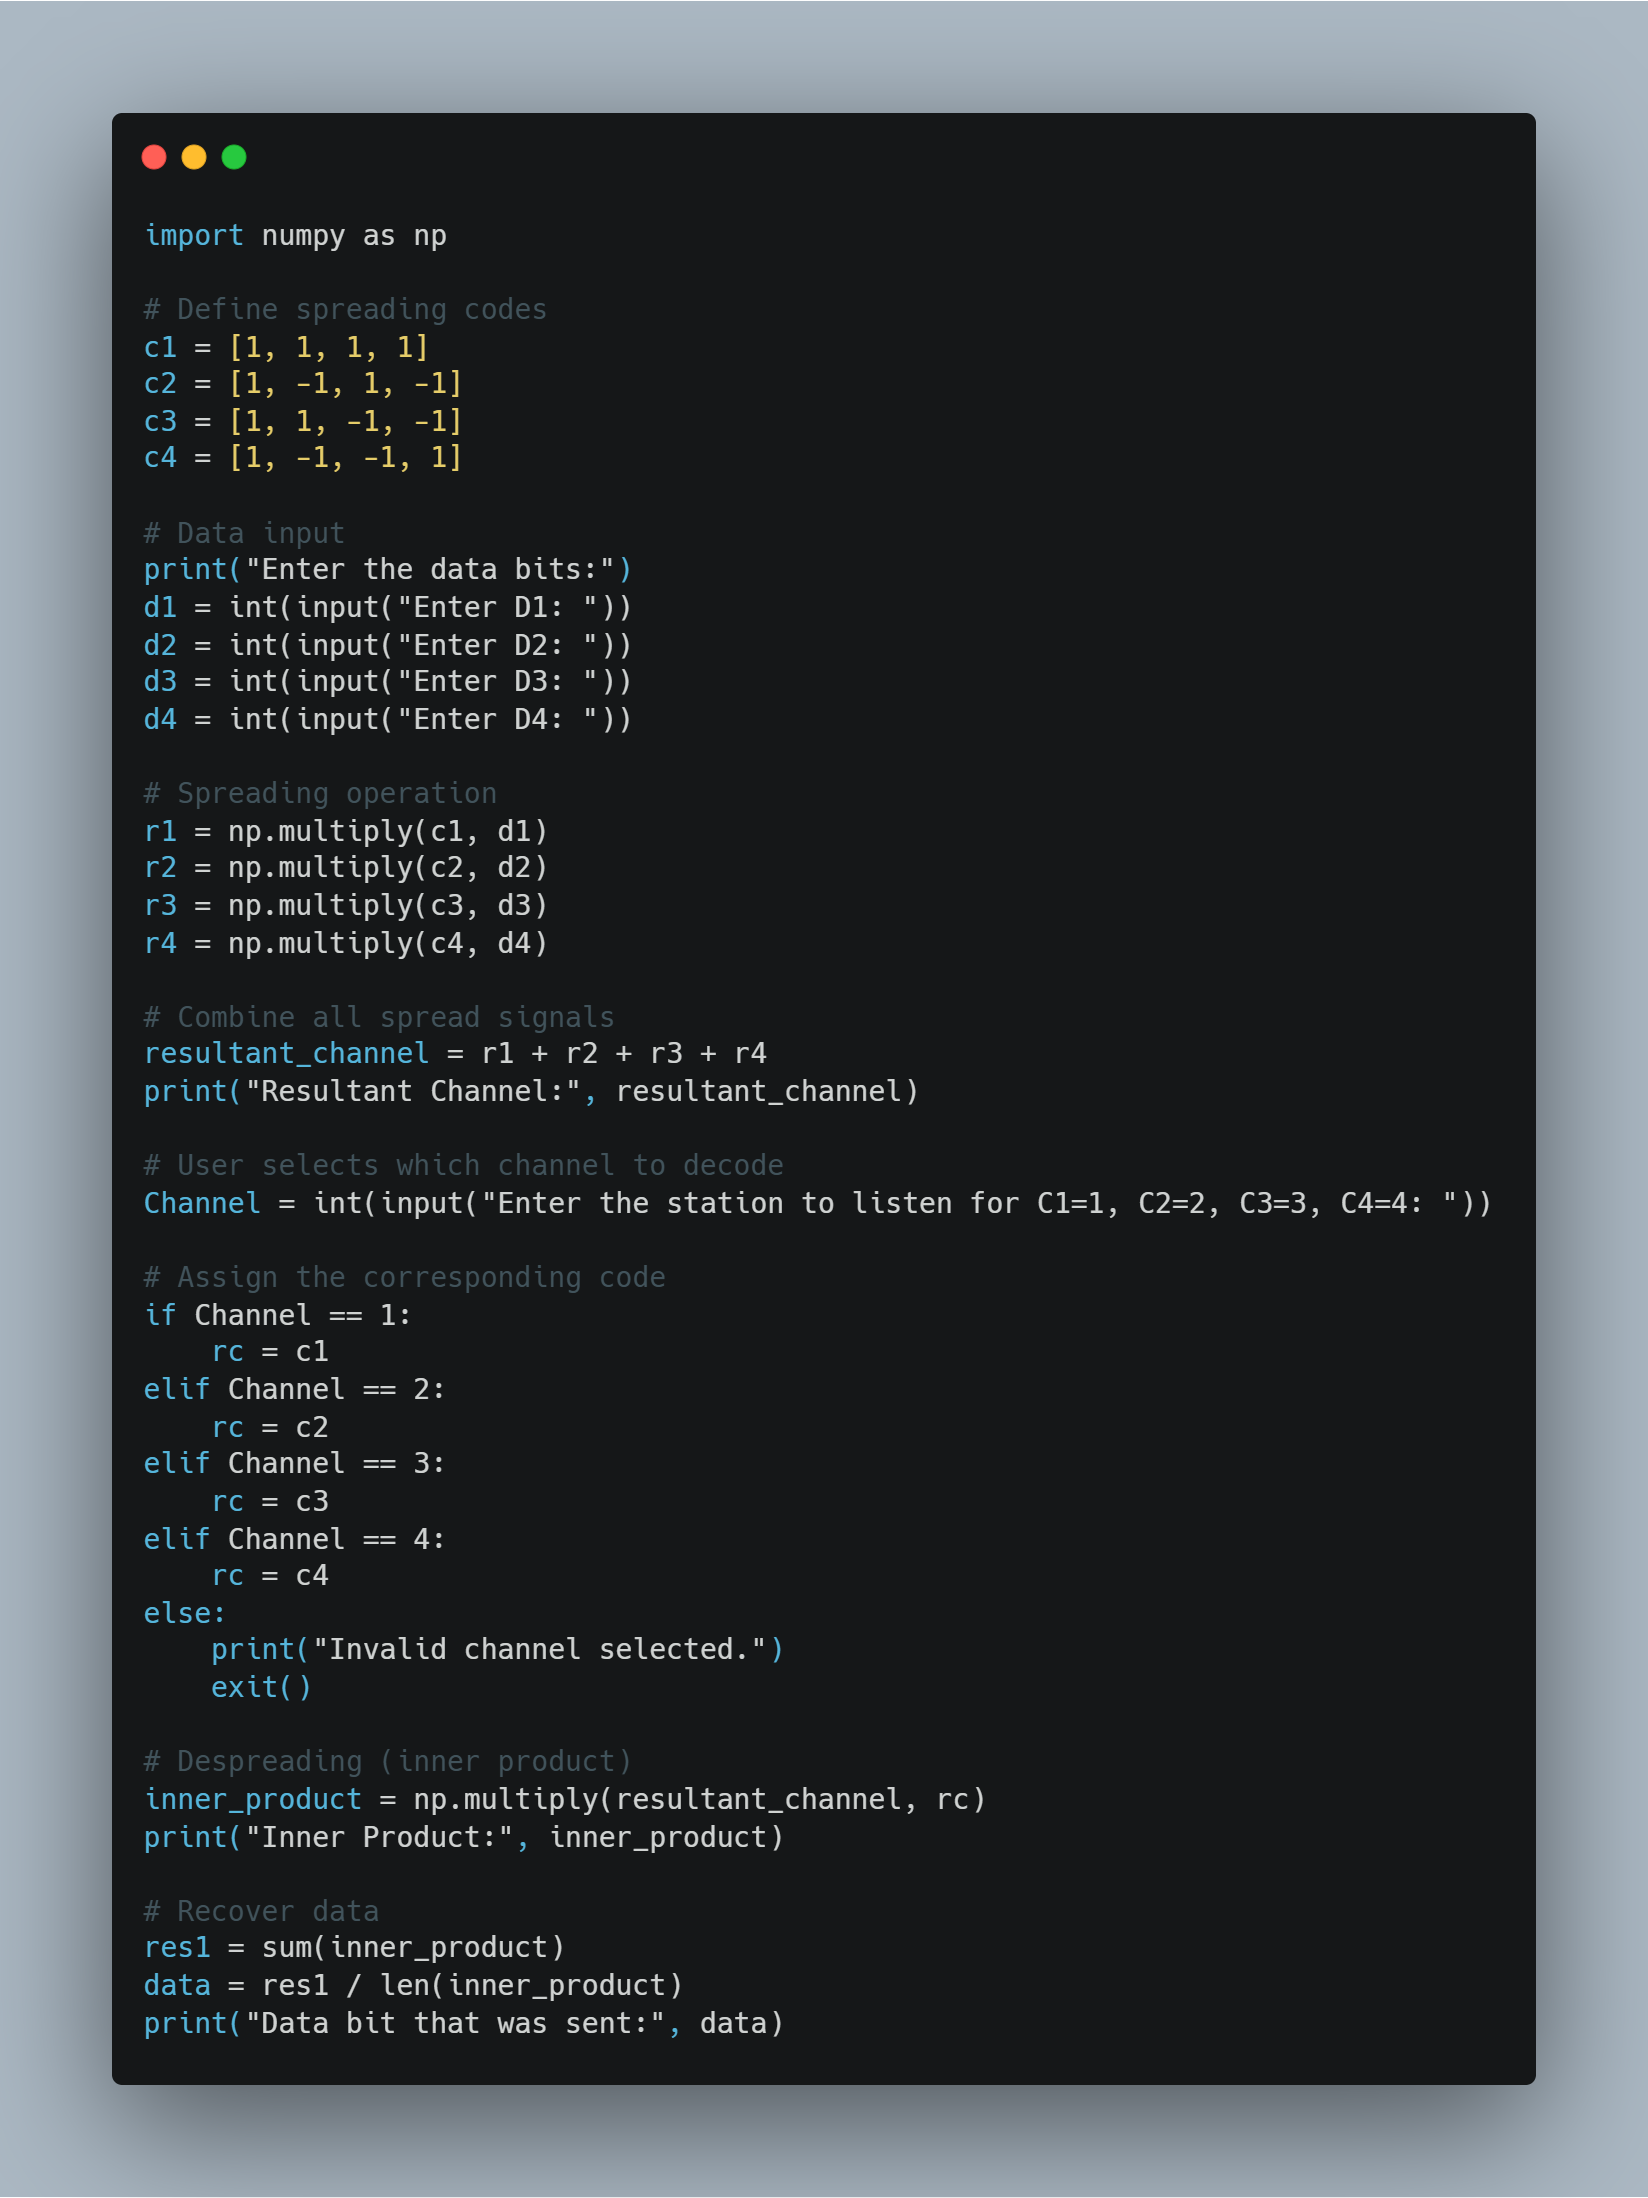 import numpy as np

# Define spreading codes
c1 = [1, 1, 1, 1]
c2 = [1, -1, 1, -1]
c3 = [1, 1, -1, -1]
c4 = [1, -1, -1, 1]

# Data input
print("Enter the data bits:")
d1 = int(input("Enter D1: "))
d2 = int(input("Enter D2: "))
d3 = int(input("Enter D3: "))
d4 = int(input("Enter D4: "))

# Spreading operation
r1 = np.multiply(c1, d1)
r2 = np.multiply(c2, d2)
r3 = np.multiply(c3, d3)
r4 = np.multiply(c4, d4)

# Combine all spread signals
resultant_channel = r1 + r2 + r3 + r4
print("Resultant Channel:", resultant_channel)

# User selects which channel to decode
Channel = int(input("Enter the station to listen for C1=1, C2=2, C3=3, C4=4: "))

# Assign the corresponding code
if Channel == 1:
    rc = c1
elif Channel == 2:
    rc = c2
elif Channel == 3:
    rc = c3
elif Channel == 4:
    rc = c4
else:
    print("Invalid channel selected.")
    exit()

# Despreading (inner product)
inner_product = np.multiply(resultant_channel, rc)
print("Inner Product:", inner_product)

# Recover data
res1 = sum(inner_product)
data = res1 / len(inner_product)
print("Data bit that was sent:", data)